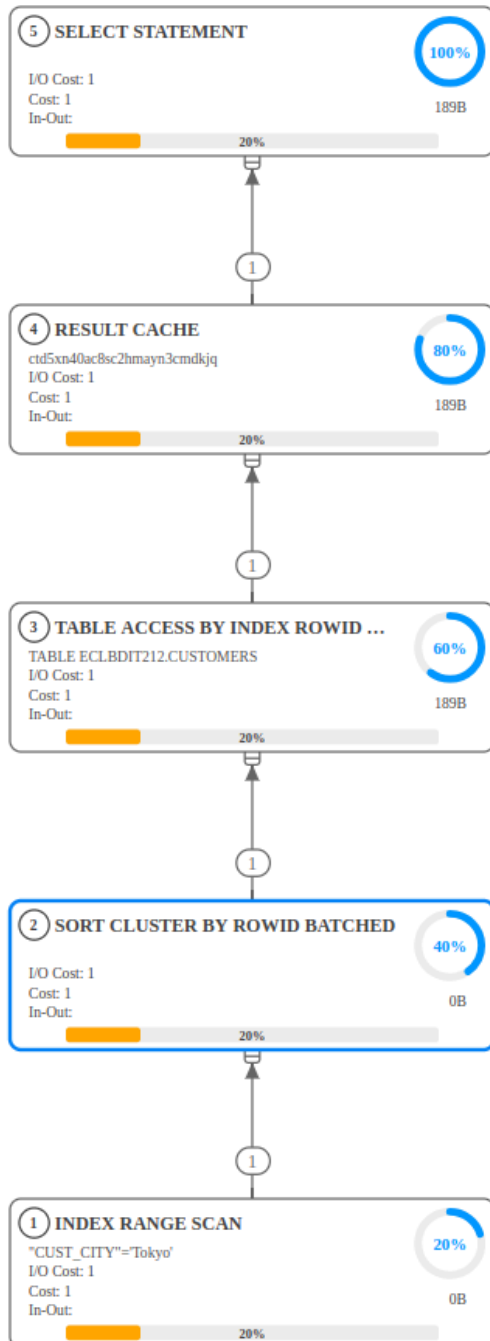 5 SELECT STATEMENT
100%
I/O Cost: 1
Cost: 1
In-Out:
189B
20%
1
4 RESULT CACHE
ctd5xn40ac8sc2hmayn3cmdkjq
80%
I/O Cost: 1
Cost: 1
In-Out:
189B
20%
1
3 TABLE ACCESS BY INDEX ROWID ...
TABLE ECLBDIT212.CUSTOMERS
60%
I/O Cost: 1
Cost: 1
In-Out:
189B
20%
1
2 SORT CLUSTER BY ROWID BATCHED
40%
I/O Cost: 1
Cost: 1
In-Out:
0B
20%
1
1 INDEX RANGE SCAN
"CUST_CITY"='Tokyo'
20%
I/O Cost: 1
Cost: 1
In-Out:
0B
20%